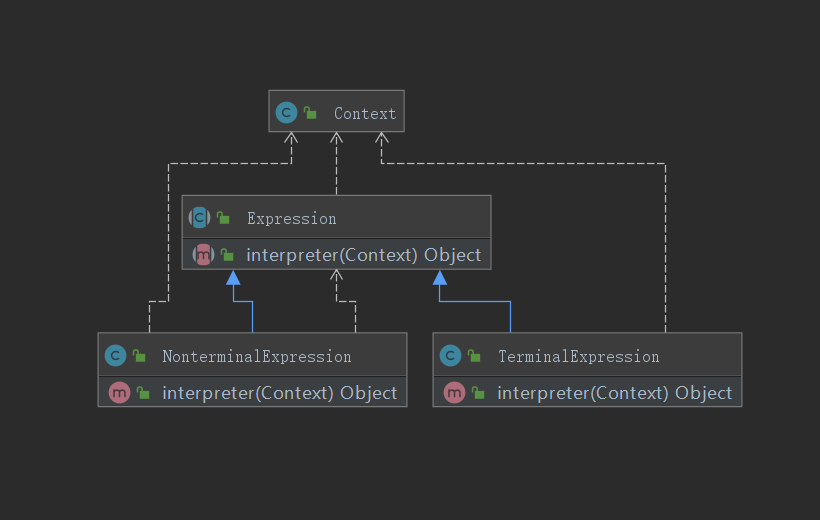 Context
Expression
interpreter(Context) Object
NonterminalExpression
interpreter(Context) Object
TerminalExpression
interpreter(Context) Object